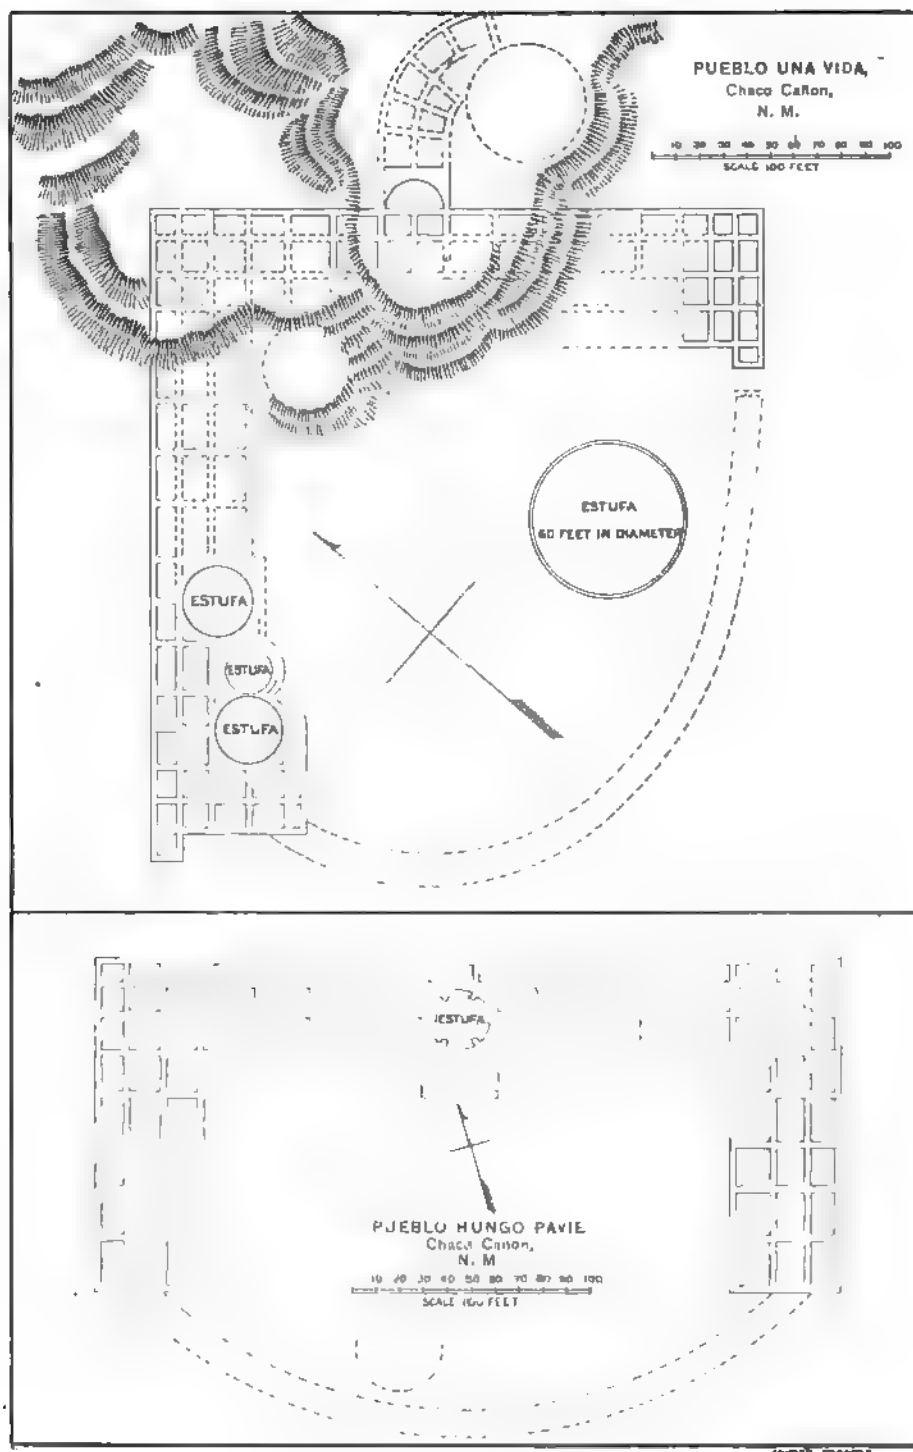 PUEBLO UNA VIDA,
Chaco Cañon,
N. M.
10 20 30 40 50 60 70 80 90 100
SCALE 100 FEET
ESTUFA
60 FEET IN DIAMETER
ESTUFA
ESTUFA
ESTUFA
ESTUFA
PUEBLO HUNGO PAVIE
Chaco Cañon,
N. M
10 20 30 40 50 60 70 80 90 100
SCALE 100 FEET